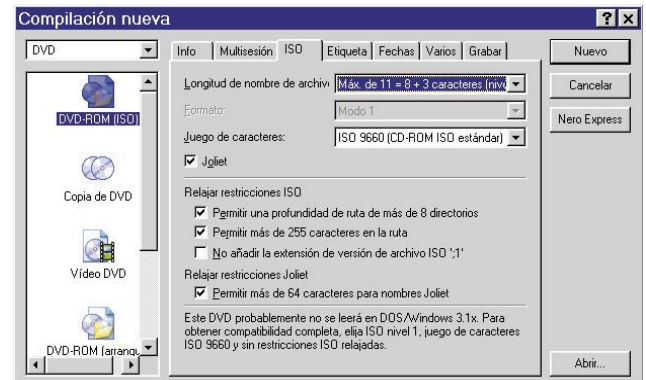 Compilación nueva
DVD
DVD-ROM (ISO)
Copia de DVD
Vídeo DVD
DVD-ROM (arranqu
Info Multisesión ISO Etiqueta Fechas Varios Grabar
Longitud de nombre de archivo Máx. de 11 = 8 + 3 caracteres (nive
Formato: Modo 1
Juego de caracteres: ISO 9660 (CD-ROM ISO estándar)
Joliet
Relajar restricciones ISO
Permitir una profundidad de ruta de más de 8 directorios
Permitir más de 255 caracteres en la ruta
No añadir la extensión de versión de archivo ISO ';1'
Relajar restricciones Joliet
Permitir más de 64 caracteres para nombres Joliet
Este DVD probablemente no se leerá en DOS/Windows 3.1x. Para
obtener compatibilidad completa, elija ISO nivel 1, juego de caracteres
ISO 9660 y sin restricciones ISO relajadas.
Nuevo
Cancelar
Nero Express
Abrir...